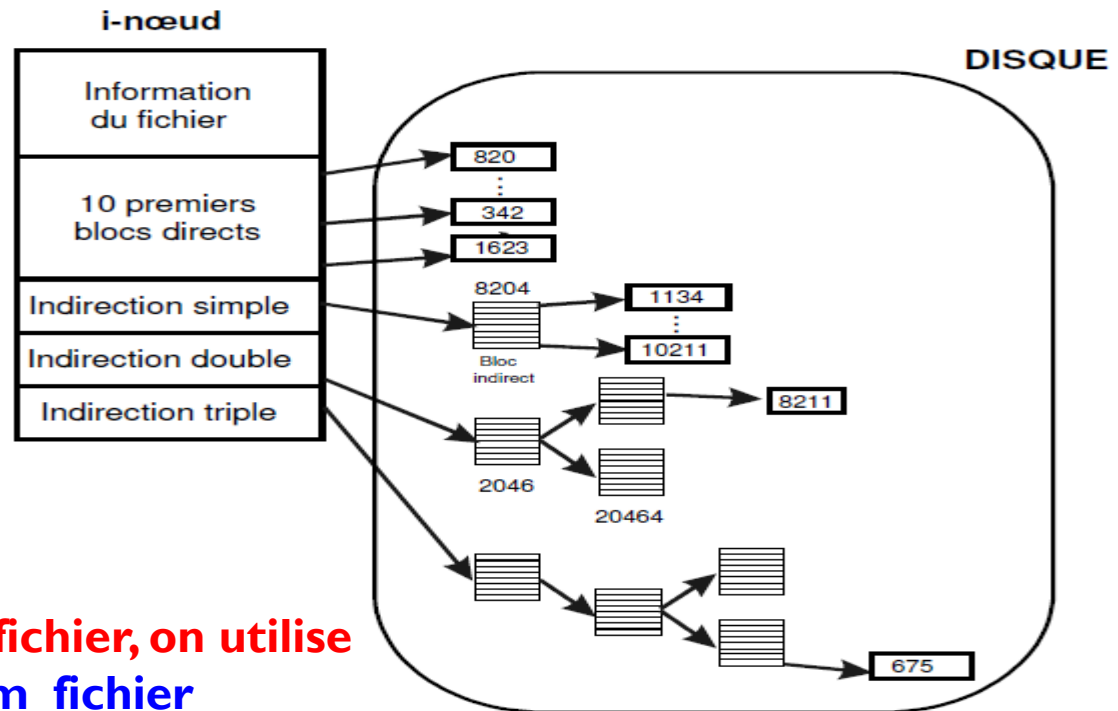 i-nœud
DISQUE
Information
du fichier
10 premiers
blocs directs
Indirection simple
Indirection double
Indirection triple
820
342
1623
8204
Bloc
indirect
1134
10211
8211
2046
20464
675
fichier, on utilise
m fichier